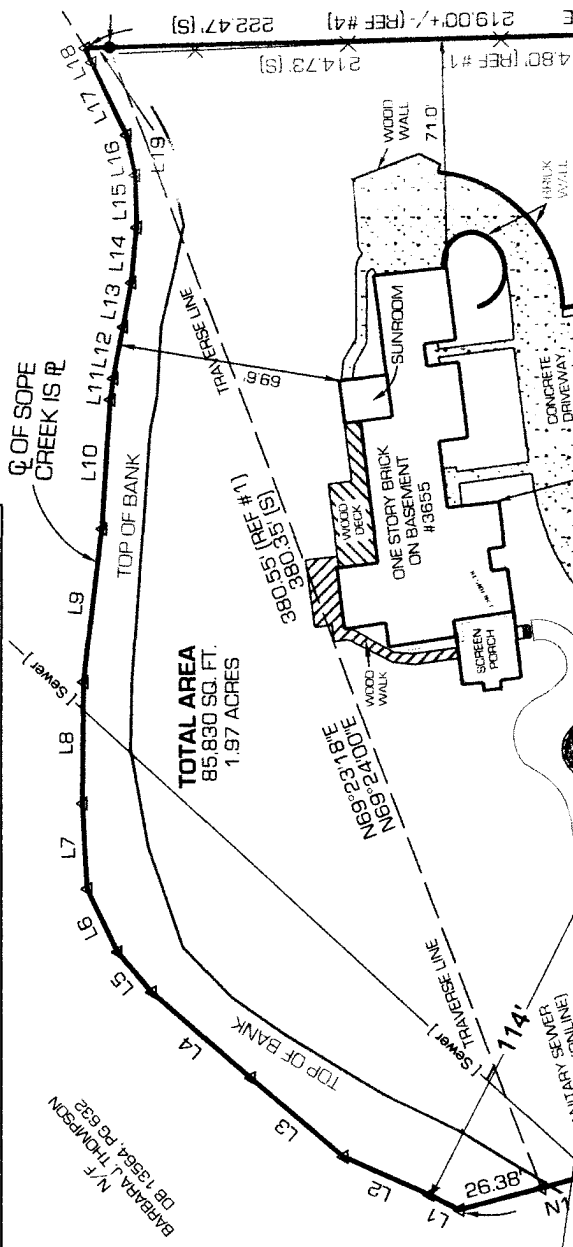 222.47' (S)
219.00'+/- (REF #4)
E
214.73' (S)
4.80' (REF #1
71.0'
L18
L17
L16
L15
L19
L14
L13
L12
L11
L10
L9
L8
L7
L6
L5
L4
L3
L2
L1
26.38'
N1
℄ OF SOPE
CREEK IS ⅊
TOP OF BANK
TRAVERSE LINE
69.6'
WOOD
WALL
BRICK
WALL
SUNROOM
CONCRETE
DRIVEWAY
ONE STORY BRICK
ON BASEMENT
#3655
WOOD
DECK
SCREEN
PORCH
WOOD
WALK
380.55' (REF #1)
380.35' (S)
N69°23'18"E
N69°24'00"E
TOTAL AREA
85,830 SQ. FT.
1.97 ACRES
[ Sewer ]
[ Sewer ]
TRAVERSE LINE
114'
TOP OF BANK
NITARY SEWER
(ONLINE)
N/F
BARBARA J. THOMPSON
DB 13564, PG 632